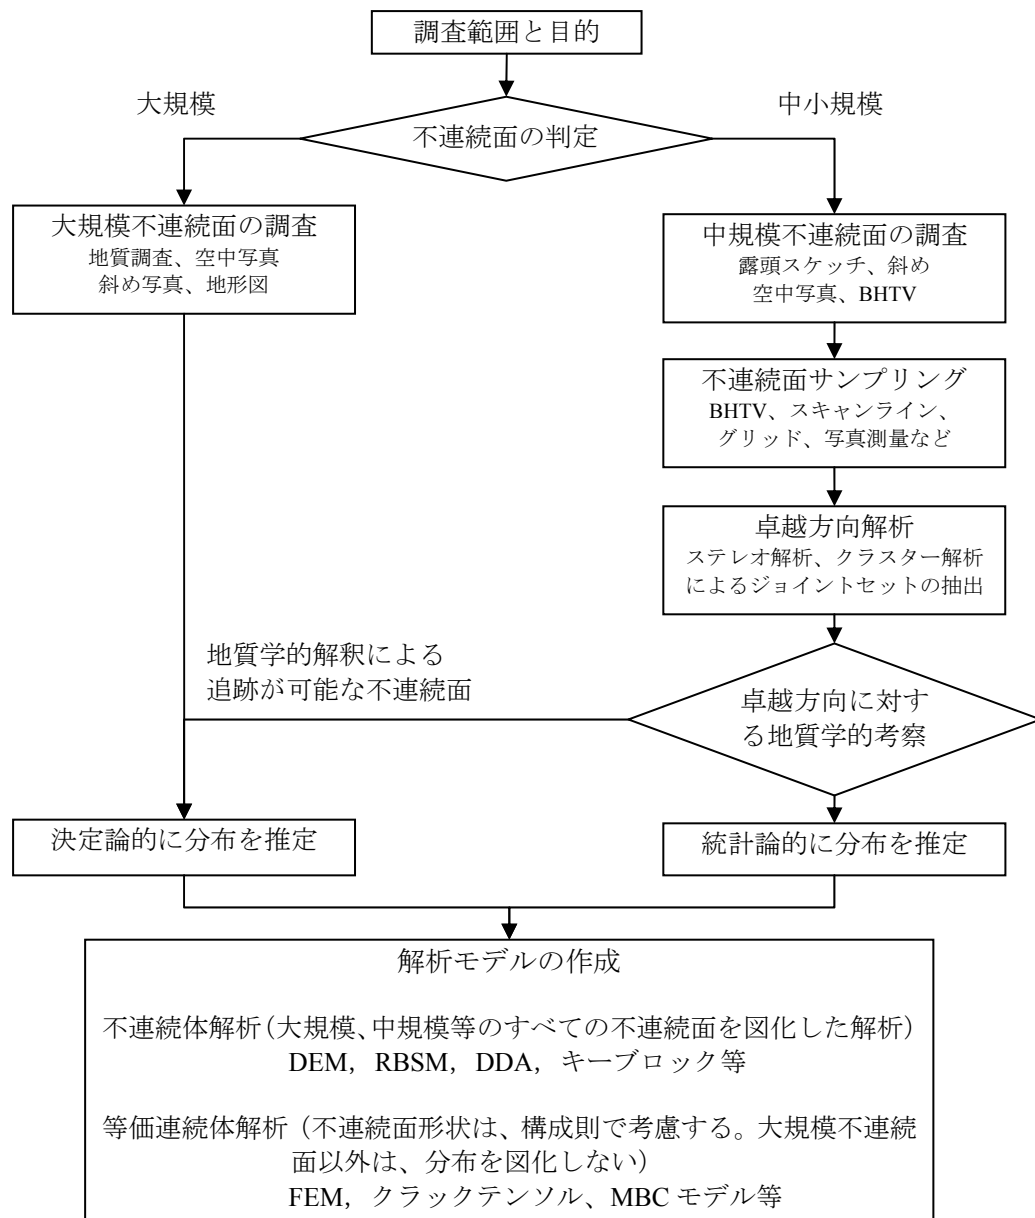 調査範囲と目的
大規模
中小規模
不連続面の判定
大規模不連続面の調査
地質調査、空中写真
斜め写真、地形図
中規模不連続面の調査
露頭スケッチ、斜め
空中写真、BHTV
不連続面サンプリング
BHTV、スキャンライン、
グリッド、写真測量など
卓越方向解析
ステレオ解析、クラスター解析
によるジョイントセットの抽出
地質学的解釈による
追跡が可能な不連続面
卓越方向に対す
る地質学的考察
決定論的に分布を推定
統計論的に分布を推定
解析モデルの作成
不連続体解析（大規模、中規模等のすべての不連続面を図化した解析）
DEM，RBSM，DDA，キーブロック等
等価連続体解析（不連続面形状は、構成則で考慮する。大規模不連続
面以外は、分布を図化しない）
FEM，クラックテンソル、MBC モデル等